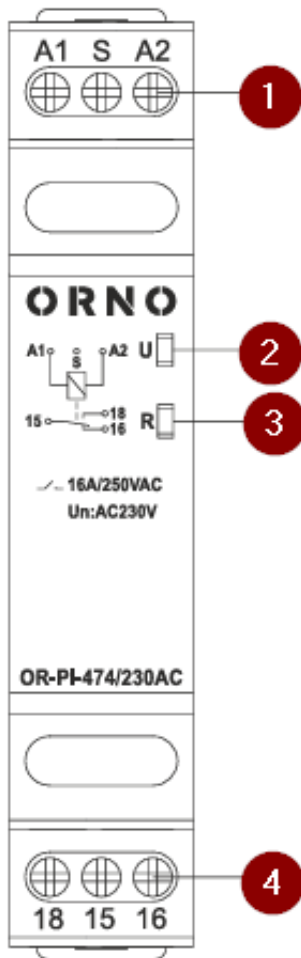 A1 S A2
1
ORNO
A1 S A2 U
2
15 18 16 R
3
16A/250VAC
Un:AC230V
OR-PI-474/230AC
4
18 15 16